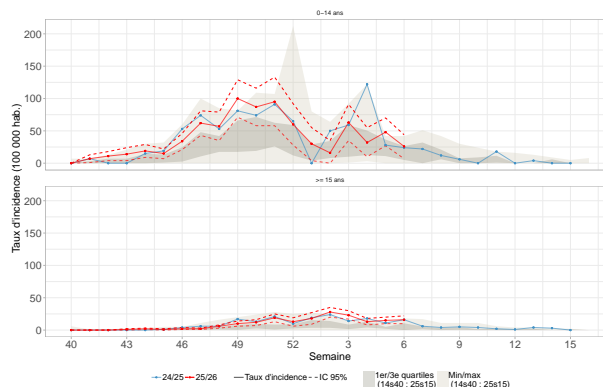 0−14 ans
200
150
100
50
0
>= 15 ans
200
150
100
50
0
Taux d'incidence (100 000 hab.)
40 43 46 49 52 3 6 9 12 15
Semaine
24/25 25/26 Taux d'incidence IC 95% 1er/3e quartiles (14s40 : 25s15) Min/max (14s40 : 25s15)